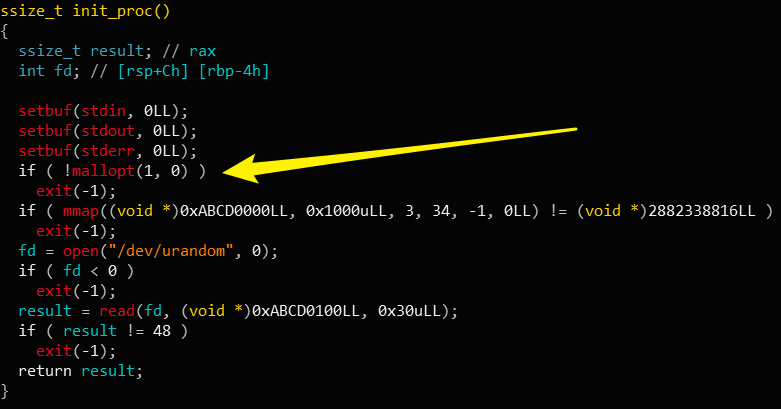 ssize_t init_proc()
{
  ssize_t result; // rax
  int fd; // [rsp+Ch] [rbp-4h]

  setbuf(stdin, 0LL);
  setbuf(stdout, 0LL);
  setbuf(stderr, 0LL);
  if ( !mallopt(1, 0) )
    exit(-1);
  if ( mmap((void *)0xABCD0000LL, 0x1000uLL, 3, 34, -1, 0LL) != (void *)2882338816LL )
    exit(-1);
  fd = open("/dev/urandom", 0);
  if ( fd < 0 )
    exit(-1);
  result = read(fd, (void *)0xABCD0100LL, 0x30uLL);
  if ( result != 48 )
    exit(-1);
  return result;
}